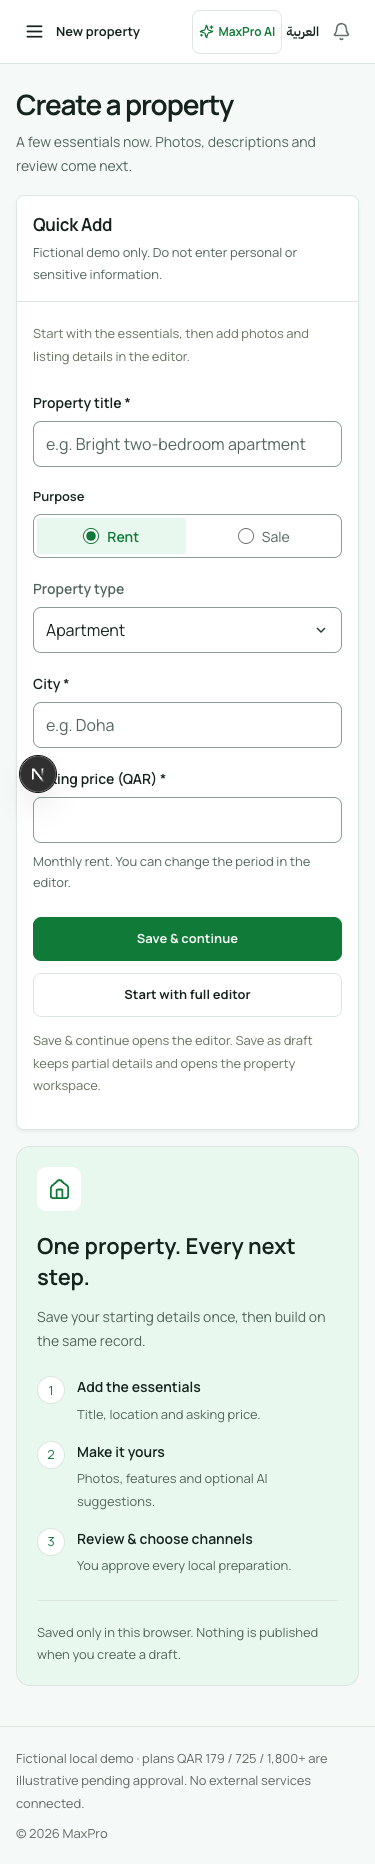 New property
MaxPro AI
العربية
Create a property
A few essentials now. Photos, descriptions and
review come next.
Quick Add
Fictional demo only. Do not enter personal or
sensitive information.
Start with the essentials, then add photos and
listing details in the editor.
Property title *
e.g. Bright two-bedroom apartment
Purpose
Rent
Sale
Property type
Apartment
City *
e.g. Doha
N
price (QAR) *
Monthly rent. You can change the period in the
editor.
Save & continue
Start with full editor
Save & continue opens the editor. Save as draft
keeps partial details and opens the property
workspace.
One property. Every next
step.
Save your starting details once, then build on
the same record.
1
Add the essentials
Title, location and asking price.
2
Make it yours
Photos, features and optional AI
suggestions.
3
Review & choose channels
You approve every local preparation.
Saved only in this browser. Nothing is published
when you create a draft.
Fictional local demo · plans QAR 179 / 725 / 1,800+ are
illustrative pending approval. No external services
connected.
© 2026 MaxPro